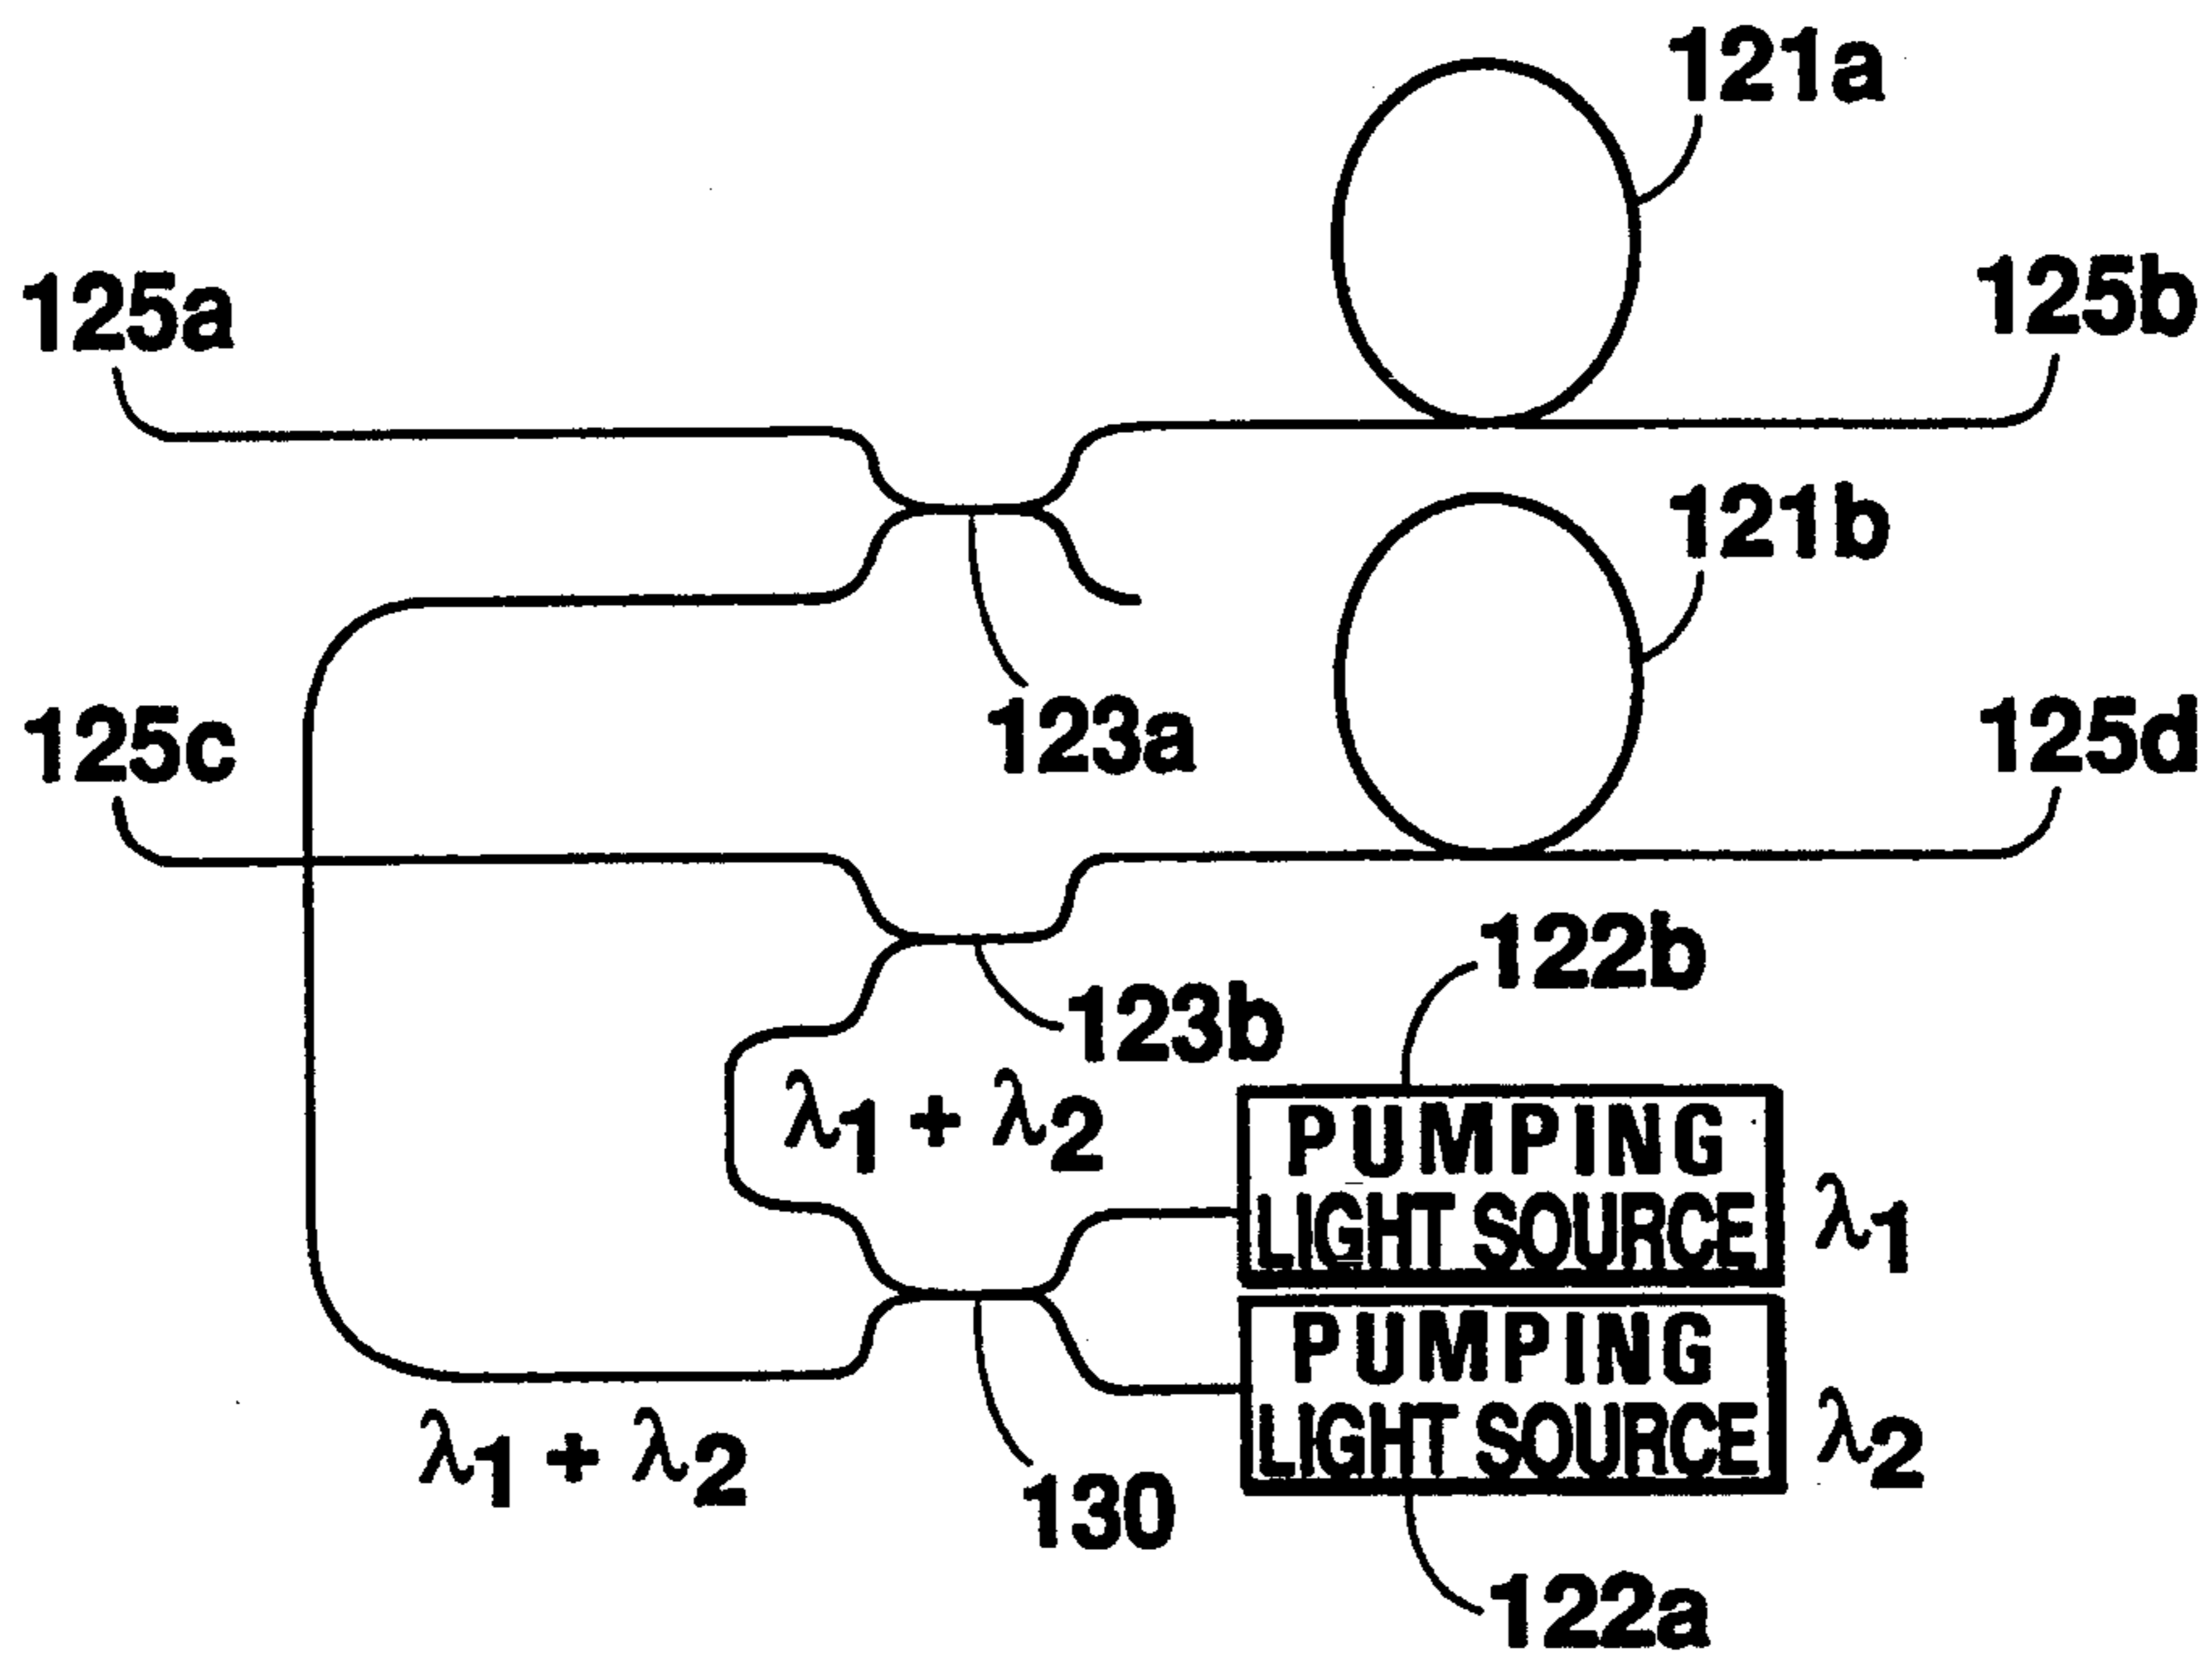 121a
125a
125b
121b
123a
125c
125d
122b
123b
λ1 + λ2
PUMPING
LIGHT SOURCE
λ1
PUMPING
LIGHT SOURCE
λ2
λ1 + λ2
130
122a